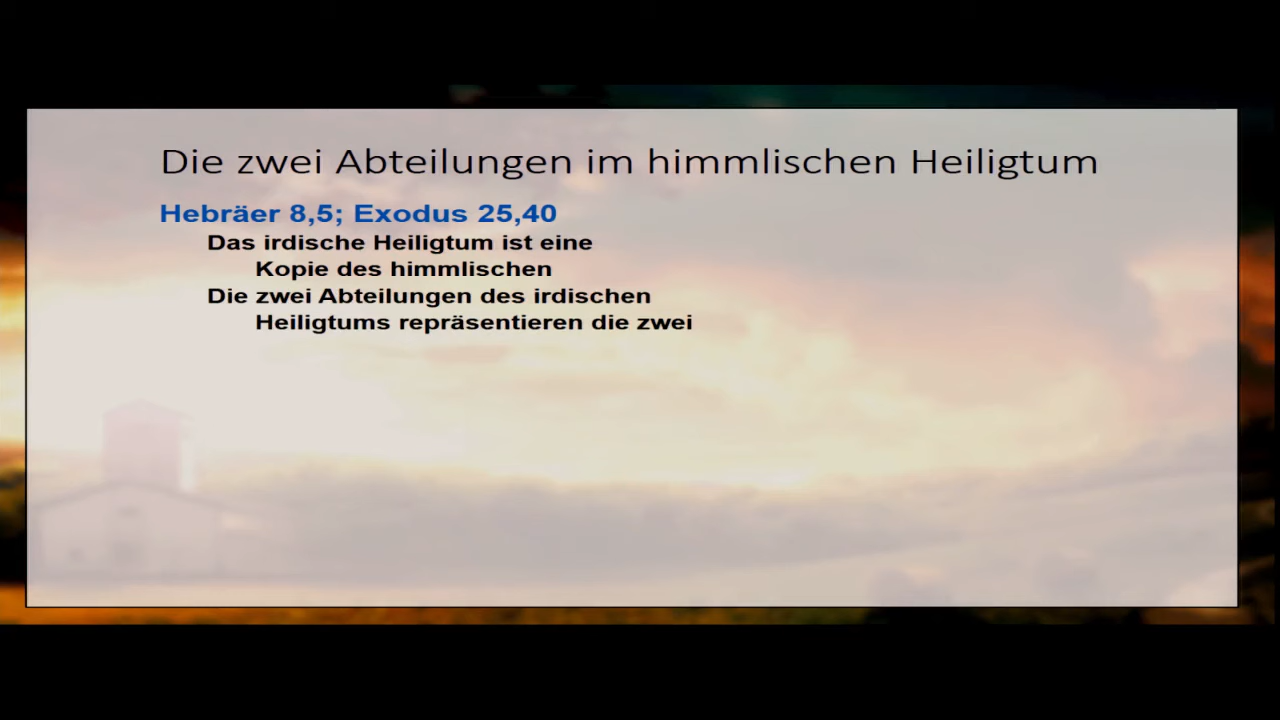 Die zwei Abteilungen im himmlischen Heiligtum
Hebräer 8,5; Exodus 25,40
Das irdische Heiligtum ist eine
Kopie des himmlischen
Die zwei Abteilungen des irdischen
Heiligtums repräsentieren die zwei